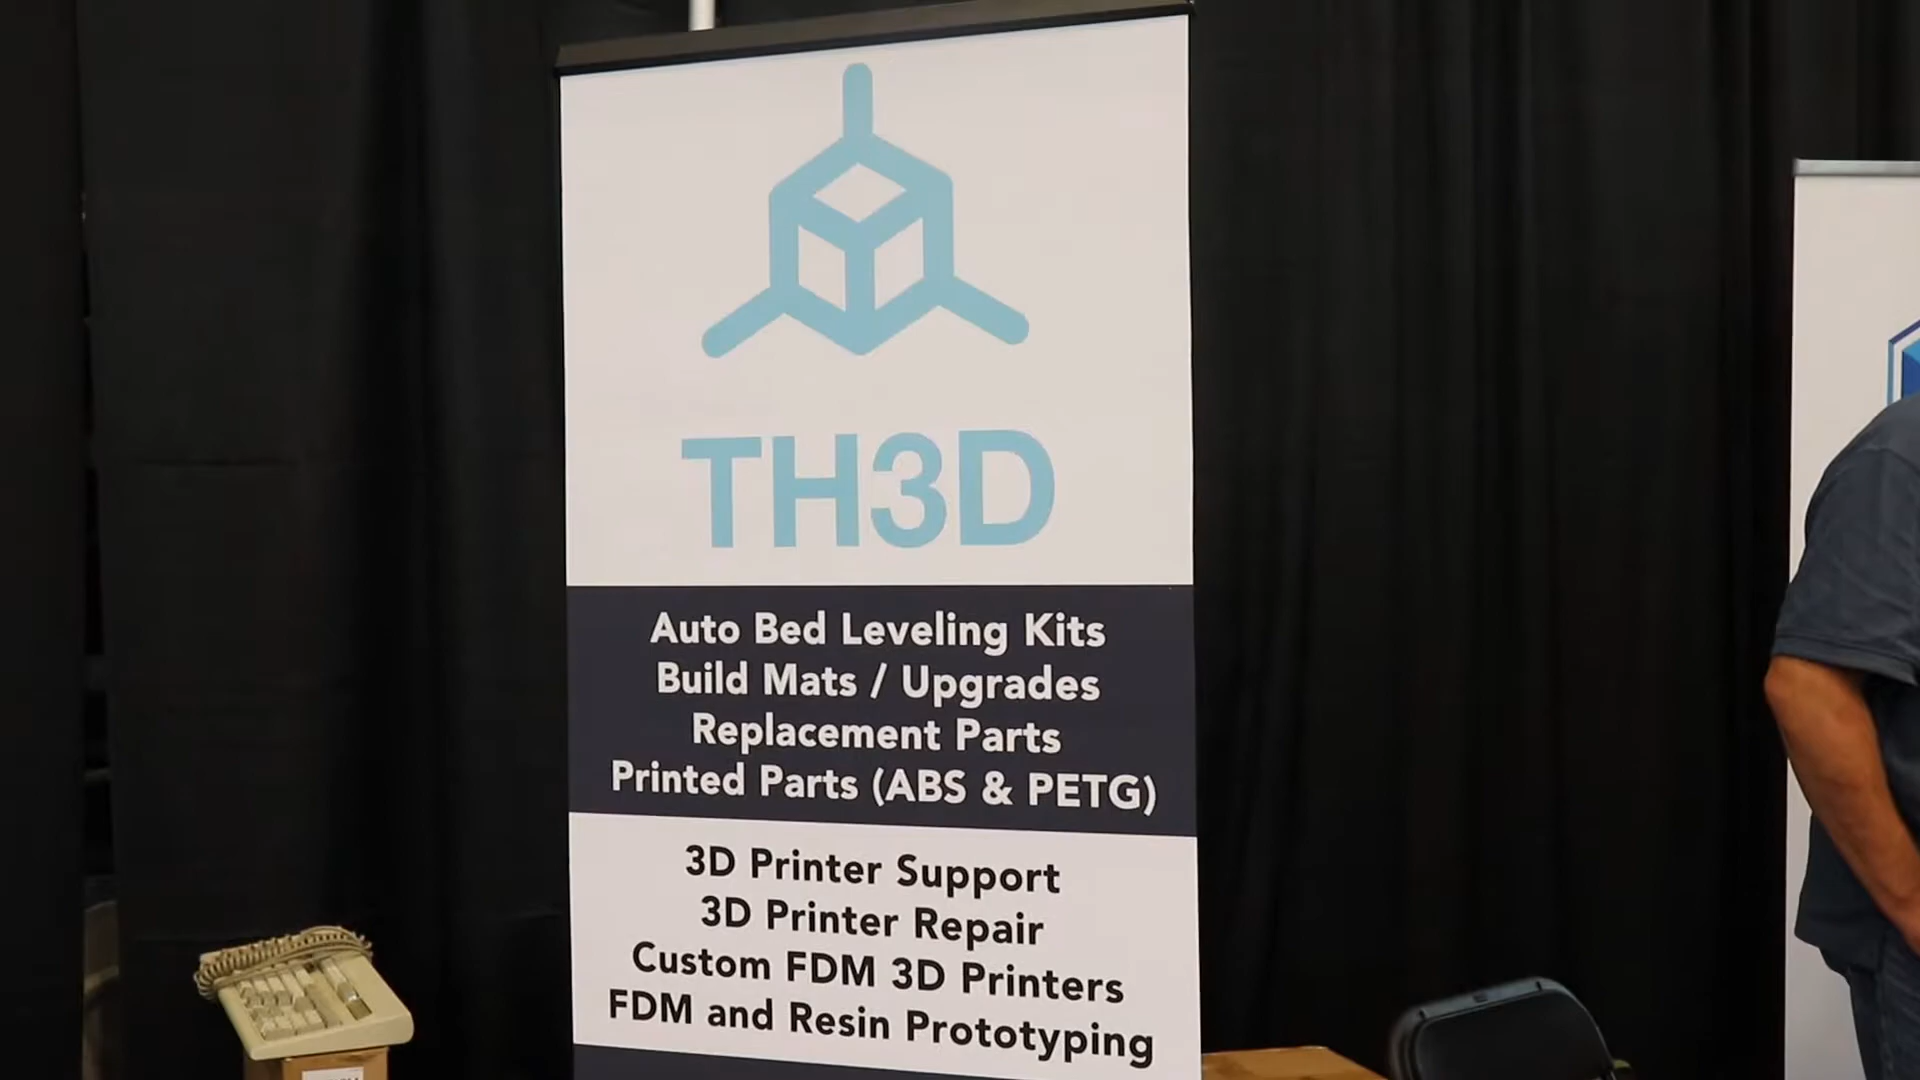 TH3D
Auto Bed Leveling Kits
Build Mats / Upgrades
Replacement Parts
Printed Parts (ABS & PETG)
3D Printer Support
3D Printer Repair
Custom FDM 3D Printers
FDM and Resin Prototyping